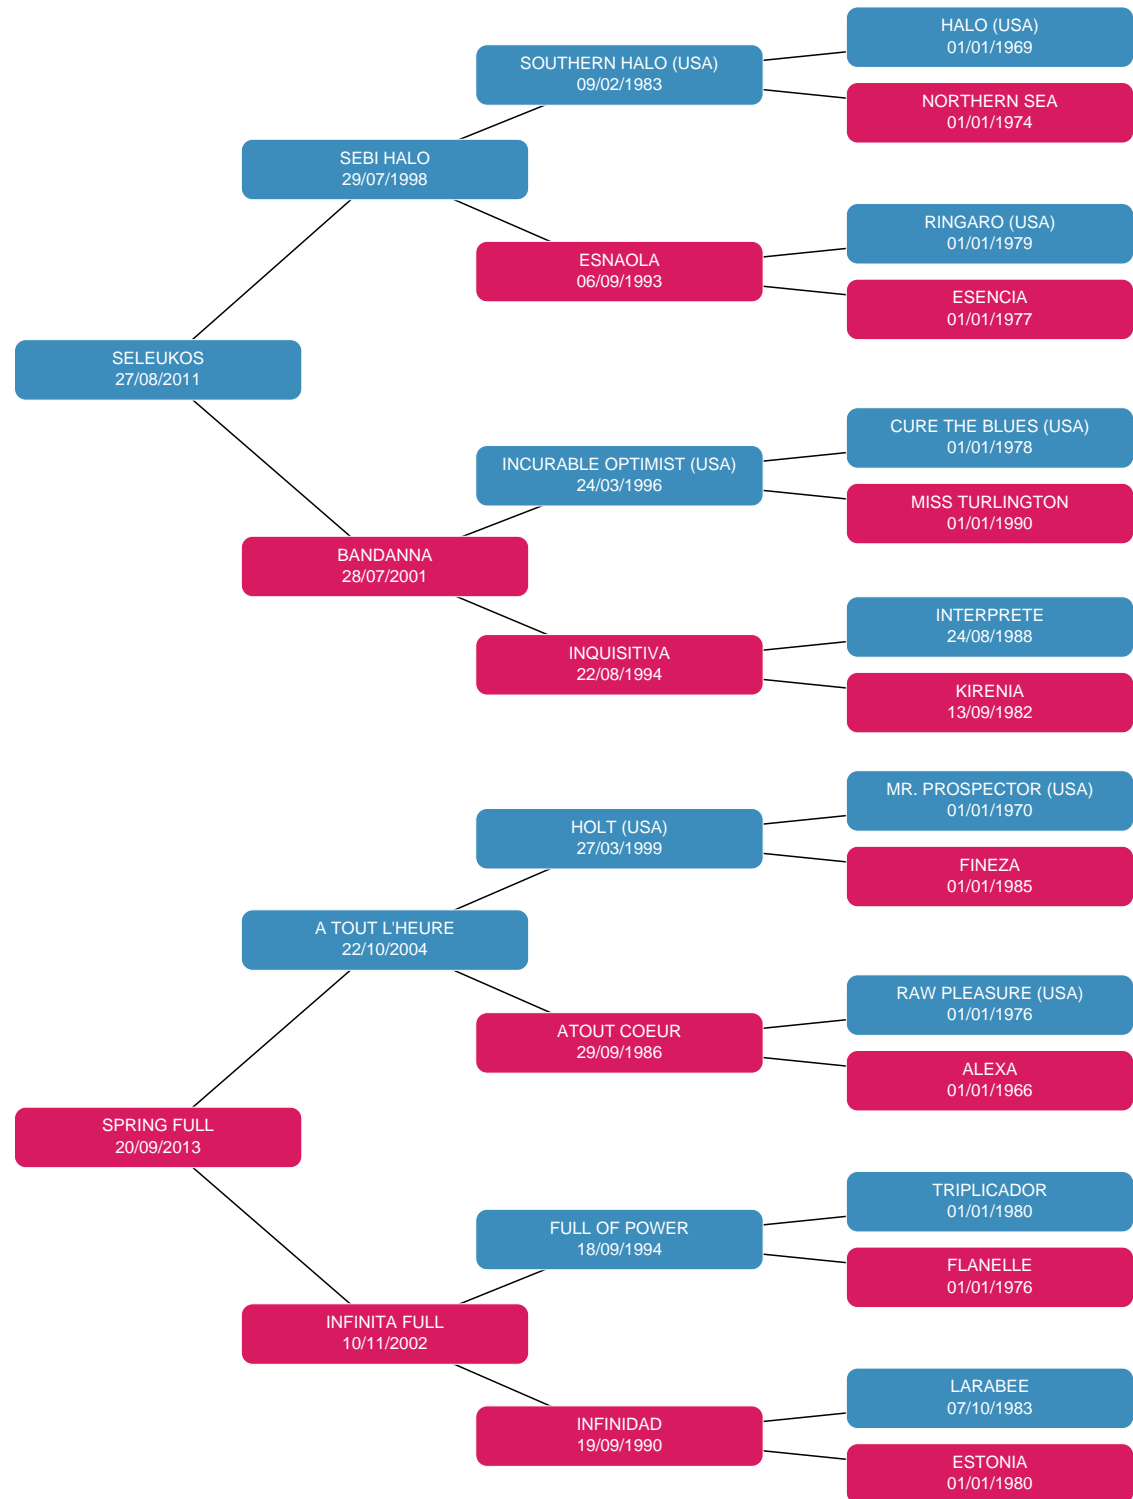 HALO (USA)
01/01/1969
SOUTHERN HALO (USA)
09/02/1983
NORTHERN SEA
01/01/1974
SEBI HALO
29/07/1998
RINGARO (USA)
01/01/1979
ESNAOLA
06/09/1993
ESENCIA
01/01/1977
SELEUKOS
27/08/2011
CURE THE BLUES (USA)
01/01/1978
INCURABLE OPTIMIST (USA)
24/03/1996
MISS TURLINGTON
01/01/1990
BANDANNA
28/07/2001
INTERPRETE
24/08/1988
INQUISITIVA
22/08/1994
KIRENIA
13/09/1982
MR. PROSPECTOR (USA)
01/01/1970
HOLT (USA)
27/03/1999
FINEZA
01/01/1985
A TOUT L'HEURE
22/10/2004
RAW PLEASURE (USA)
01/01/1976
ATOUT COEUR
29/09/1986
ALEXA
01/01/1966
SPRING FULL
20/09/2013
TRIPLICADOR
01/01/1980
FULL OF POWER
18/09/1994
FLANELLE
01/01/1976
INFINITA FULL
10/11/2002
LARABEE
07/10/1983
INFINIDAD
19/09/1990
ESTONIA
01/01/1980